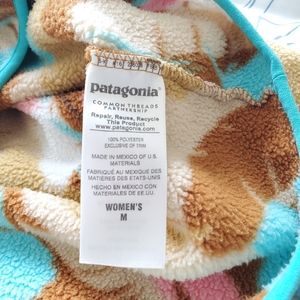 patagonia
COMMON THREADS
PARTNERSHIP
Repair, Reuse, Recycle
This Product
www.patagonia.com
100% POLYESTER
EXCLUSIVE OF TRIM
MADE IN MEXICO OF U.S.
MATERIALS
FABRIQUÉ AU MEXIQUE DES
MATIÈRES DES ÉTATS-UNIS
HECHO EN MÉXICO CON
MATERIALES DE EE.UU.
WOMEN'S
M